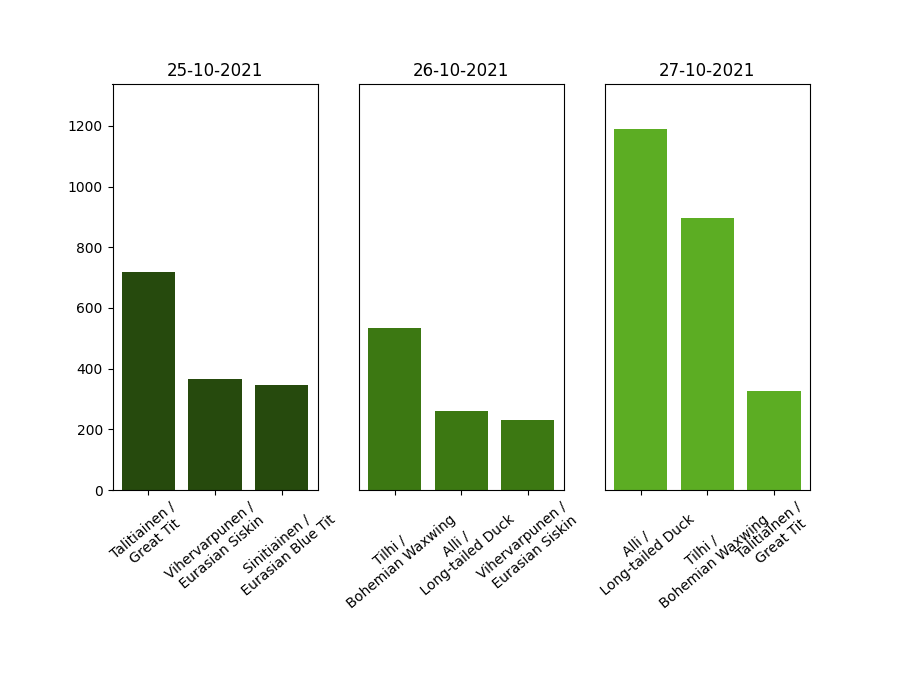 25-10-2021
26-10-2021
27-10-2021
1200
1000
800
600
400
200
0
Talitiainen /
Great Tit
Vihervarpunen /
Eurasian Siskin
Sinitiainen /
Eurasian Blue Tit
Tilhi /
Bohemian Waxwing
Alli /
Long-tailed Duck
Vihervarpunen /
Eurasian Siskin
Alli /
Long-tailed Duck
Tilhi /
Bohemian Waxwing
Talitiainen /
Great Tit